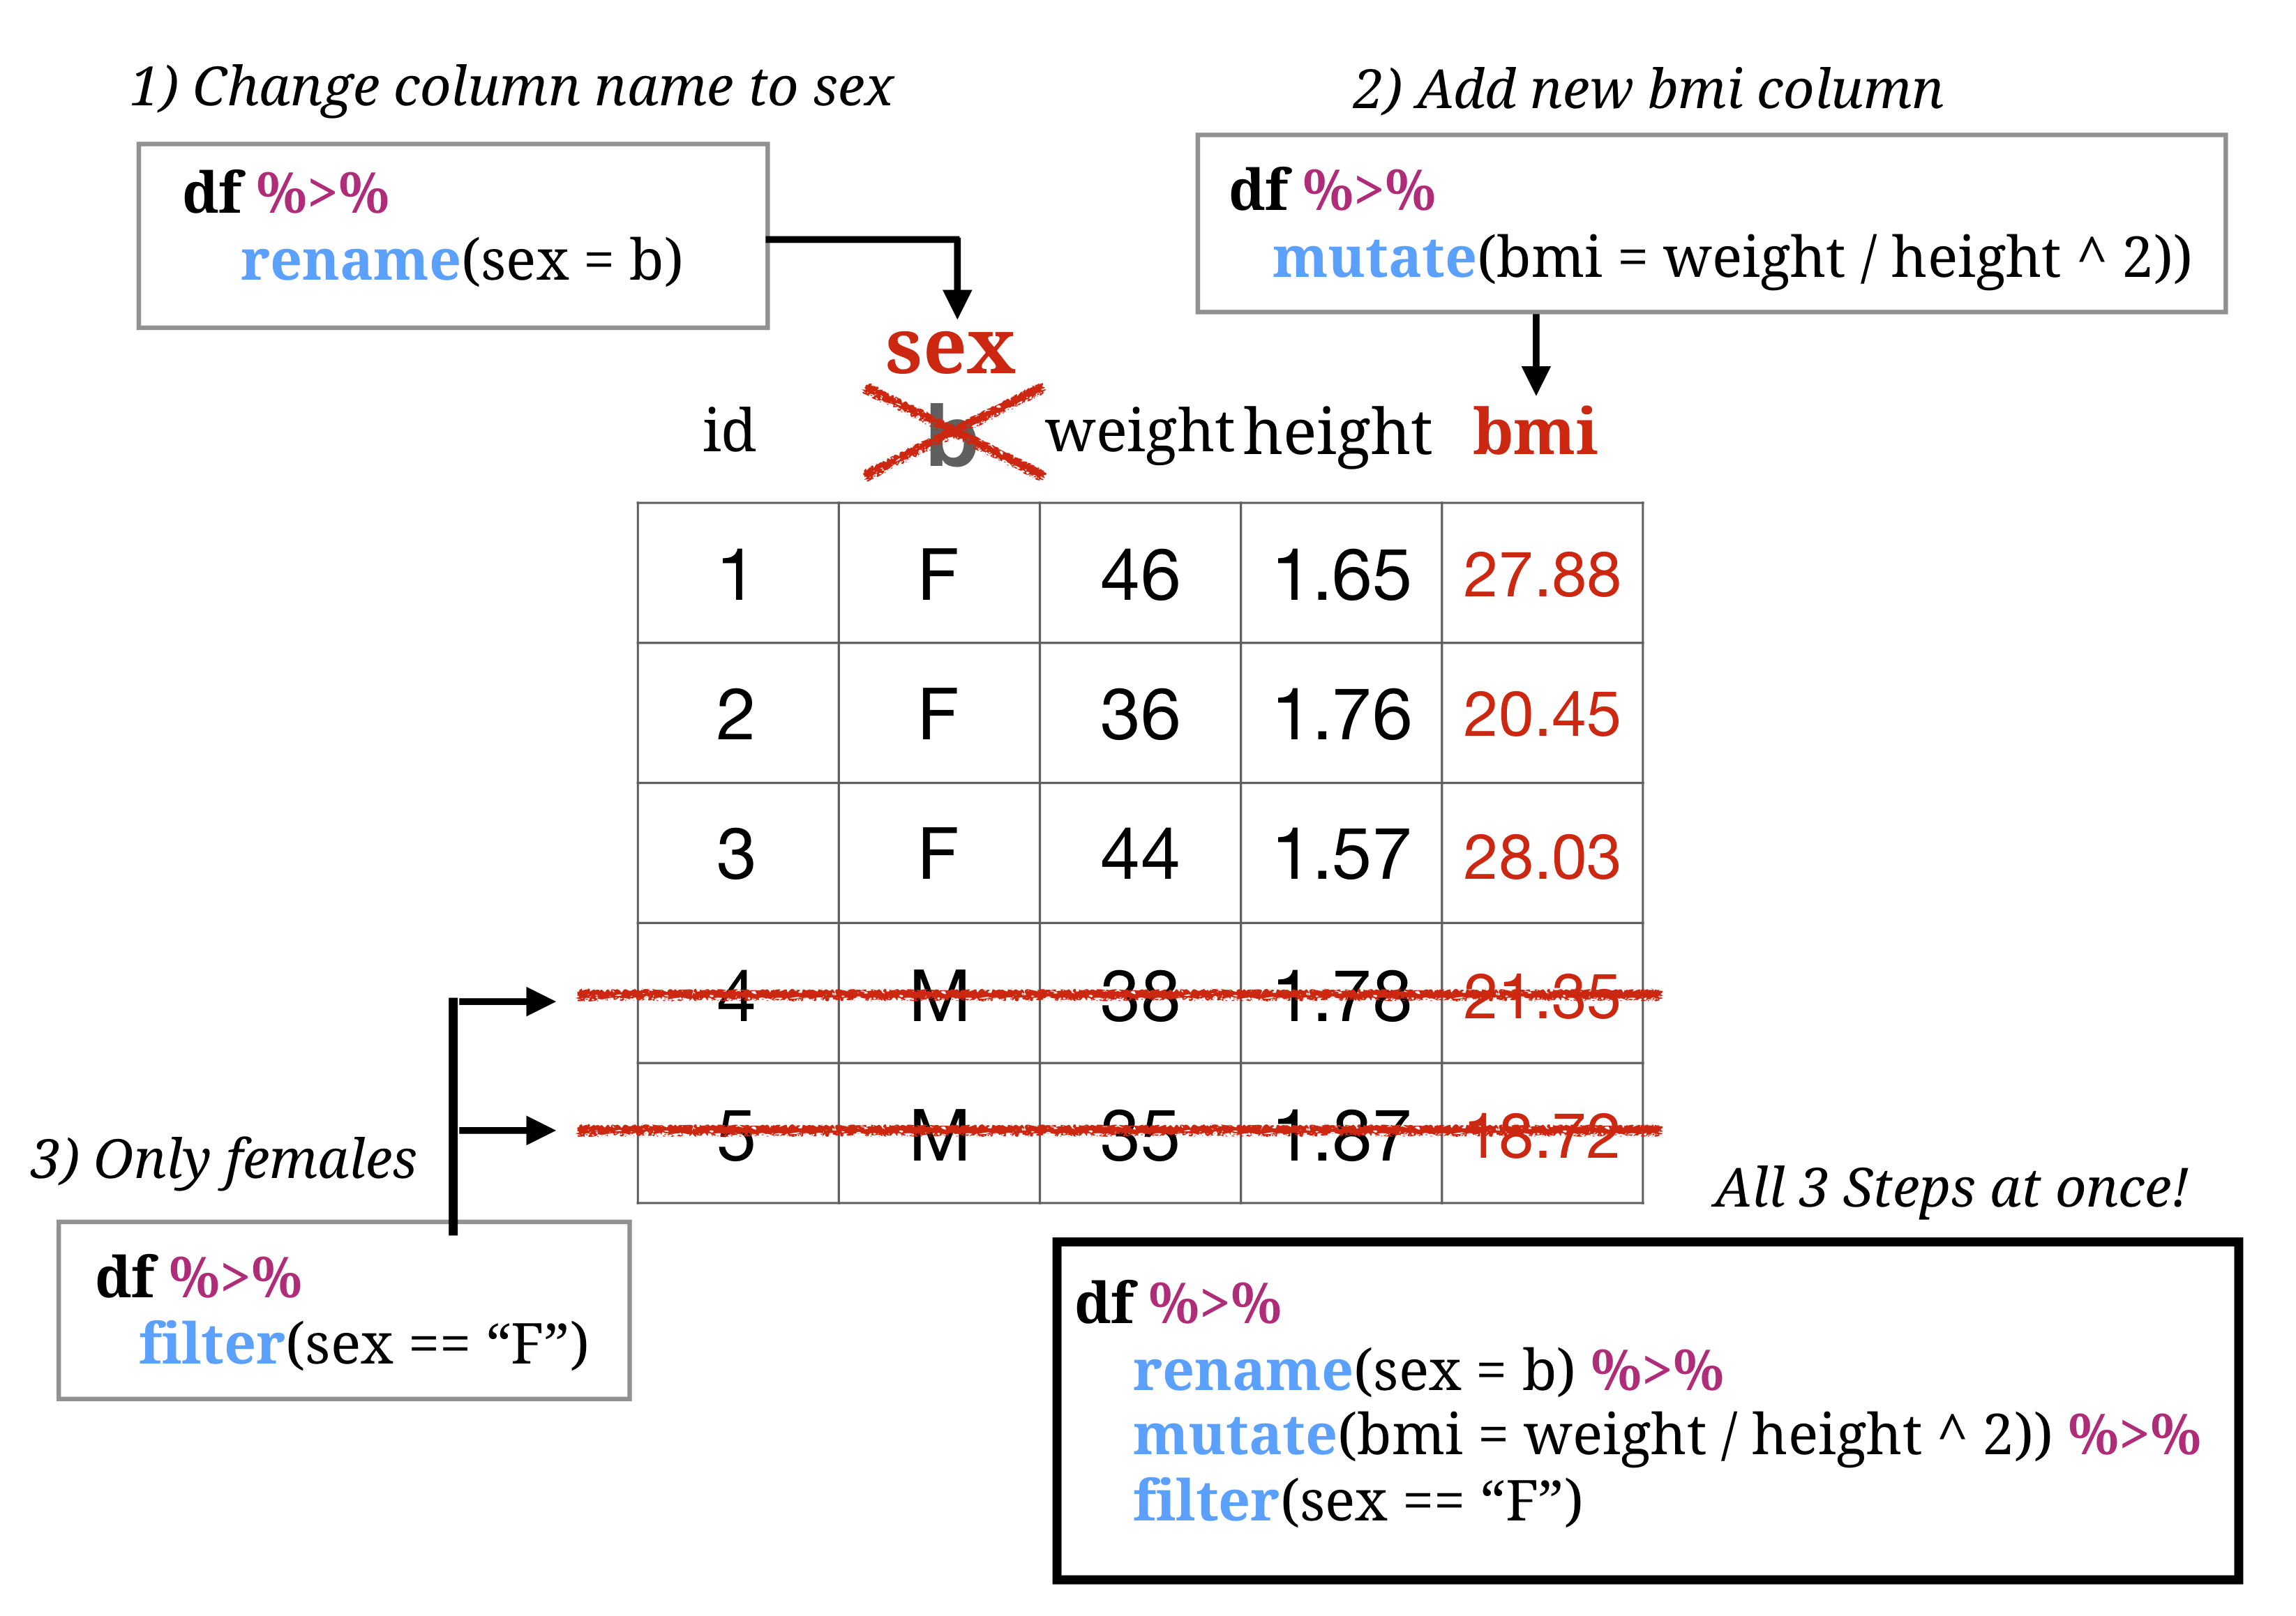 1) Change column name to sex
df %>%
rename(sex = b)
2) Add new bmi column
df %>%
mutate(bmi = weight / height ^ 2))
sex
id b weight height bmi
1 F 46 1.65 27.88
2 F 36 1.76 20.45
3 F 44 1.57 28.03
4 M 38 1.78 21.35
5 M 35 1.87 18.72
3) Only females
df %>%
filter(sex == “F”)
All 3 Steps at once!
df %>%
rename(sex = b) %>%
mutate(bmi = weight / height ^ 2)) %>%
filter(sex == “F”)